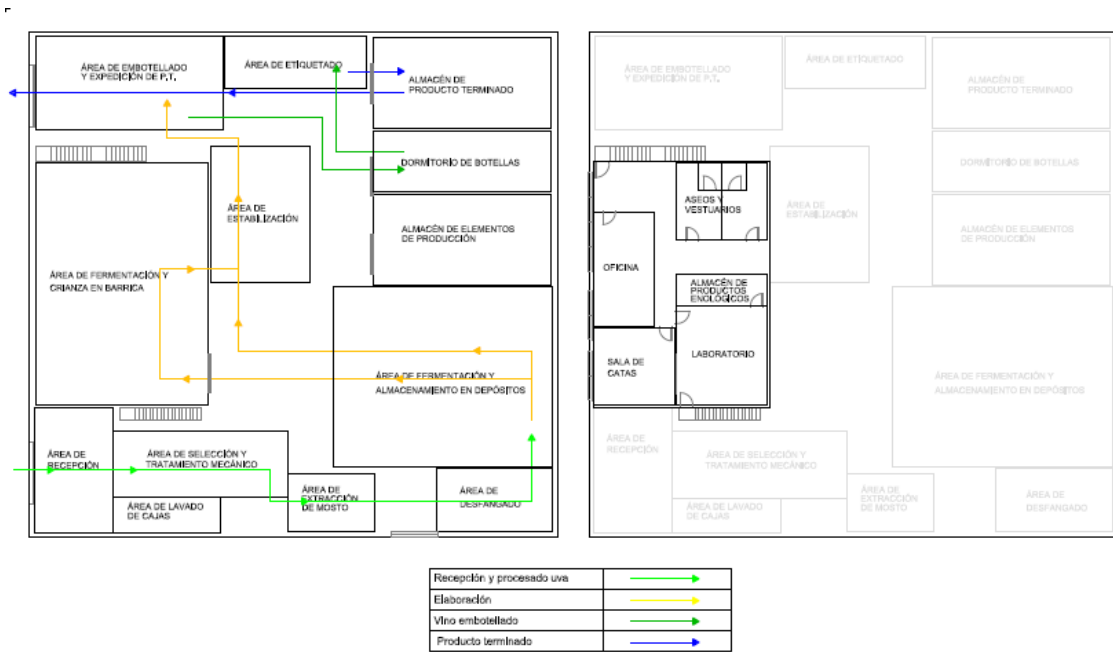 ÁREA DE EMBOTELLADO
Y EXPEDICIÓN DE P.T.
ÁREA DE ETIQUETADO
ALMACÉN DE
PRODUCTO TERMINADO
DORMITORIO DE BOTELLAS
ÁREA DE
ESTABILIZACIÓN
ALMACÉN DE ELEMENTOS
DE PRODUCCIÓN
ÁREA DE FERMENTACIÓN Y
CRIANZA EN BARRICA
ÁREA DE FERMENTACIÓN Y
ALMACENAMIENTO EN DEPÓSITOS
ÁREA DE
RECEPCIÓN
ÁREA DE SELECCIÓN Y
TRATAMIENTO MECÁNICO
ÁREA DE LAVADO
DE CAJAS
ÁREA DE
EXTRACCIÓN
DE MOSTO
ÁREA DE
DESFANGADO
ÁREA DE EMBOTELLADO
Y EXPEDICIÓN DE P.T.
ÁREA DE ETIQUETADO
ALMACÉN DE
PRODUCTO TERMINADO
DORMITORIO DE BOTELLAS
ASEOS Y
VESTUARIOS
ÁREA DE
ESTABILIZACIÓN
ALMACÉN DE ELEMENTOS
DE PRODUCCIÓN
OFICINA
ALMACÉN DE
PRODUCTOS
ENOLÓGICOS
SALA DE
CATAS
LABORATORIO
ÁREA DE FERMENTACIÓN Y
ALMACENAMIENTO EN DEPÓSITOS
ÁREA DE
RECEPCIÓN
ÁREA DE SELECCIÓN Y
TRATAMIENTO MECÁNICO
ÁREA DE LAVADO
DE CAJAS
ÁREA DE
EXTRACCIÓN
DE MOSTO
ÁREA DE
DESFANGADO
Recepción y procesado uva
Elaboración
Vino embotellado
Producto terminado